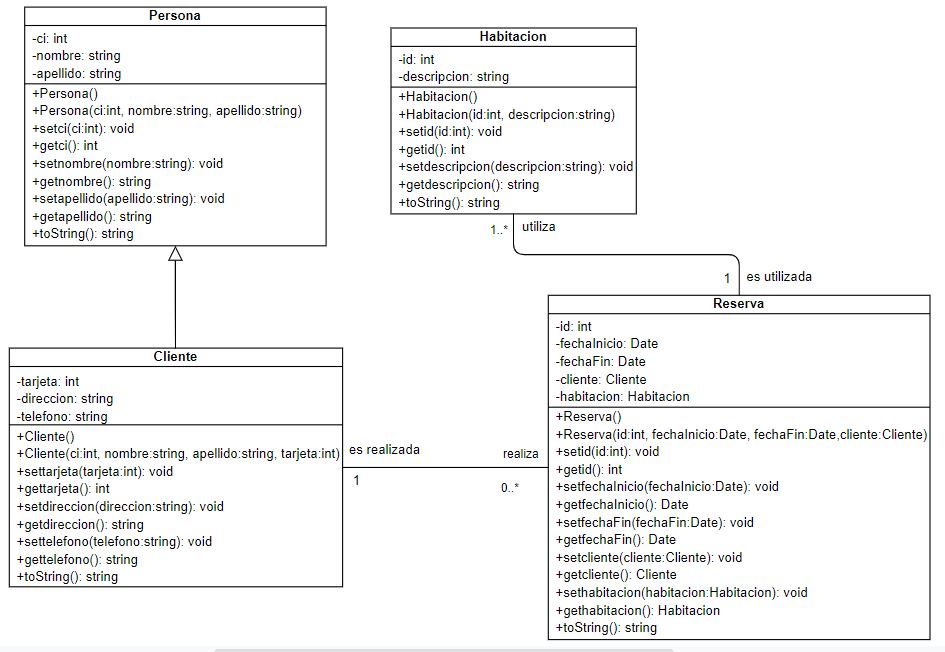 Persona
-ci: int
-nombre: string
-apellido: string
+Persona()
+Persona(ci:int, nombre:string, apellido:string)
+setci(ci:int): void
+getci(): int
+setnombre(nombre:string): void
+getnombre(): string
+setapellido(apellido:string): void
+getapellido(): string
+toString(): string
Habitacion
-id: int
-descripcion: string
+Habitacion()
+Habitacion(id:int, descripcion:string)
+setid(id:int): void
+getid(): int
+setdescripcion(descripcion:string): void
+getdescripcion(): string
+toString(): string
1..*
utiliza
1
es utilizada
Cliente
-tarjeta: int
-direccion: string
-telefono: string
+Cliente()
+Cliente(ci:int, nombre:string, apellido:string, tarjeta:int)
+settarjeta(tarjeta:int): void
+gettarjeta(): int
+setdireccion(direccion:string): void
+getdireccion(): string
+settelefono(telefono:string): void
+gettelefono(): string
+toString(): string
es realizada
1
realiza
0..*
Reserva
-id: int
-fechaInicio: Date
-fechaFin: Date
-cliente: Cliente
-habitacion: Habitacion
+Reserva()
+Reserva(id:int, fechaInicio:Date, fechaFin:Date,cliente:Cliente)
+setid(id:int): void
+getid(): int
+setfechaInicio(fechaInicio:Date): void
+getfechaInicio(): Date
+setfechaFin(fechaFin:Date): void
+getfechaFin(): Date
+setcliente(cliente:Cliente): void
+getcliente(): Cliente
+sethabitacion(habitacion:Habitacion): void
+gethabitacion(): Habitacion
+toString(): string